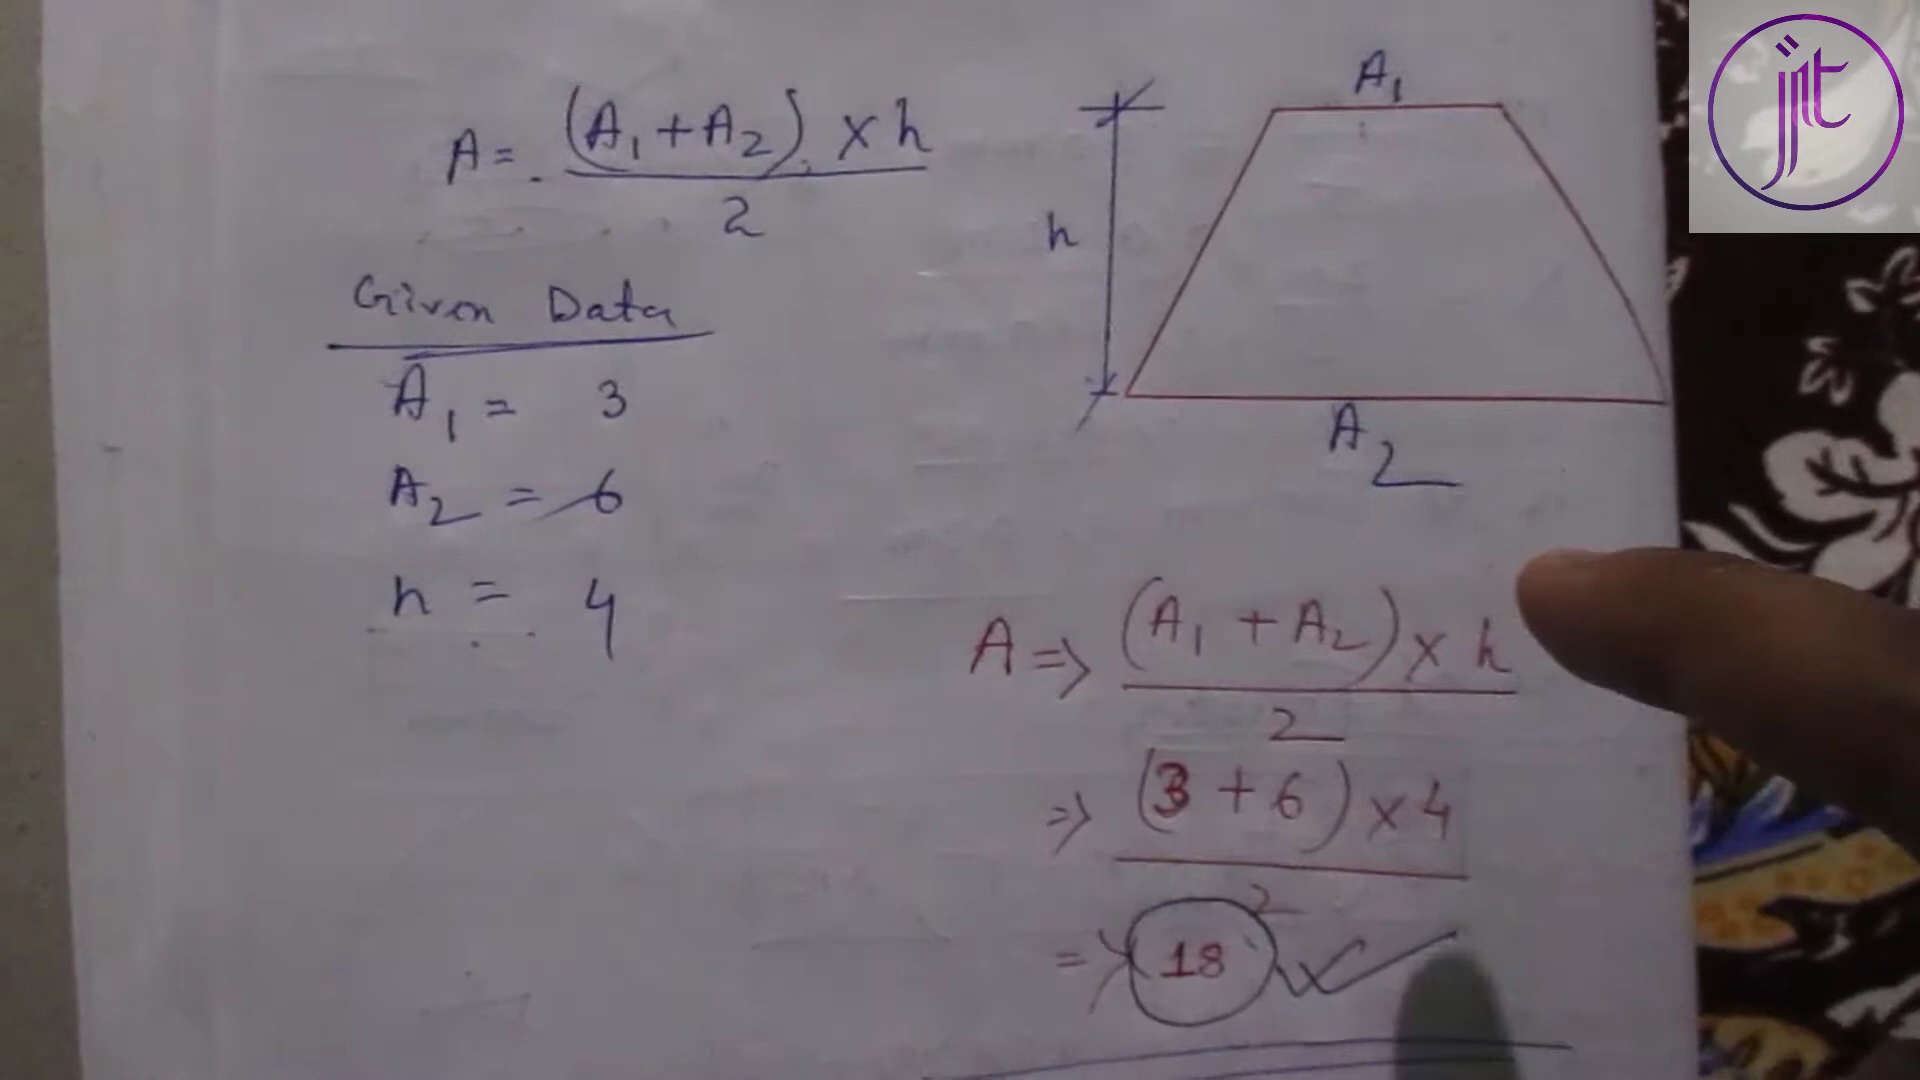 A = (A1 + A2) × h
2
Given Data
A1 = 3
A2 = 6
h = 4
A1
h
A2
A => (A1 + A2) × h
2
=> (3 + 6) × 4
2
=> 18
jjt